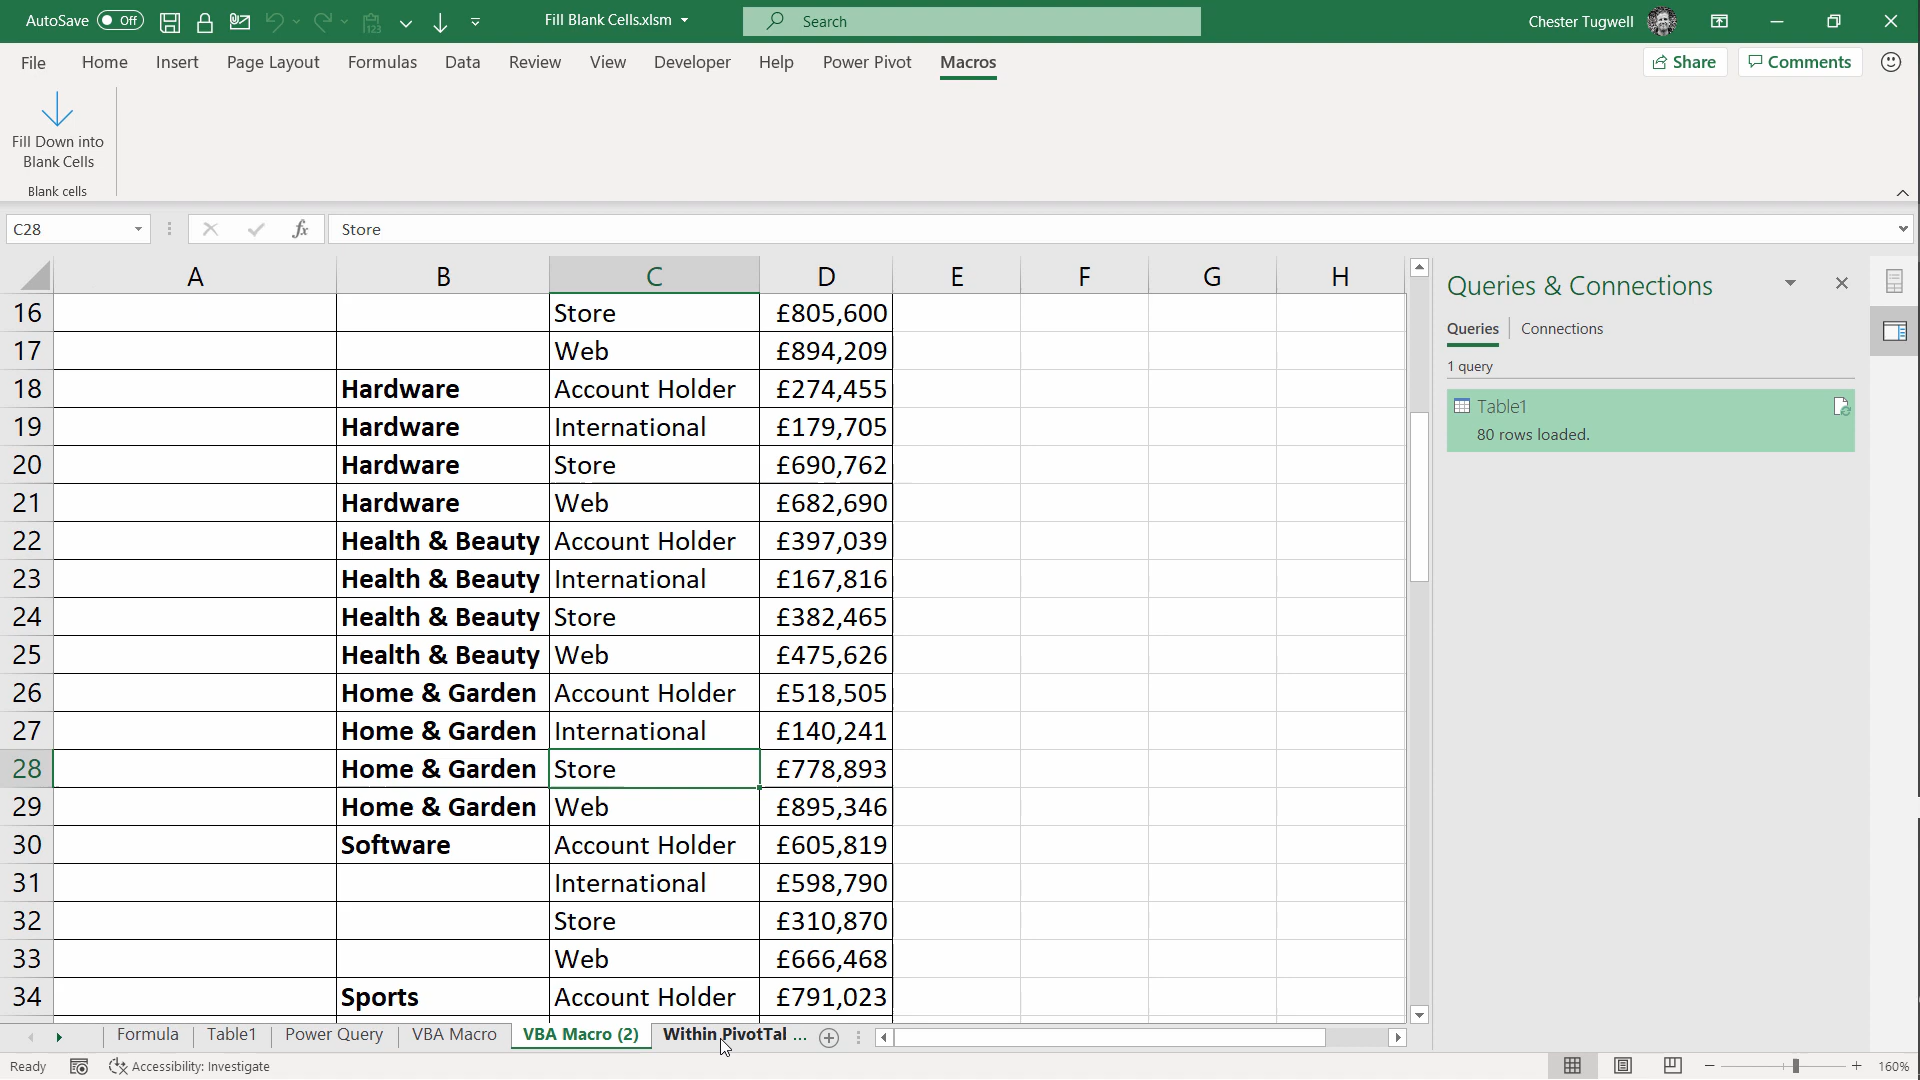 AutoSave Off Fill Blank Cells.xlsm Search Chester Tugwell
File Home Insert Page Layout Formulas Data Review View Developer Help Power Pivot Macros Share Comments
Fill Down into
Blank Cells
Blank cells
C28 fx Store
A B C D E F G H
16 Store £805,600
17 Web £894,209
18 Hardware Account Holder £274,455
19 Hardware International £179,705
20 Hardware Store £690,762
21 Hardware Web £682,690
22 Health & Beauty Account Holder £397,039
23 Health & Beauty International £167,816
24 Health & Beauty Store £382,465
25 Health & Beauty Web £475,626
26 Home & Garden Account Holder £518,505
27 Home & Garden International £140,241
28 Home & Garden Store £778,893
29 Home & Garden Web £895,346
30 Software Account Holder £605,819
31 International £598,790
32 Store £310,870
33 Web £666,468
34 Sports Account Holder £791,023
Queries & Connections
Queries Connections
1 query
Table1
80 rows loaded.
Formula Table1 Power Query VBA Macro VBA Macro (2) Within PivotTal ...
Ready Accessibility: Investigate 160%